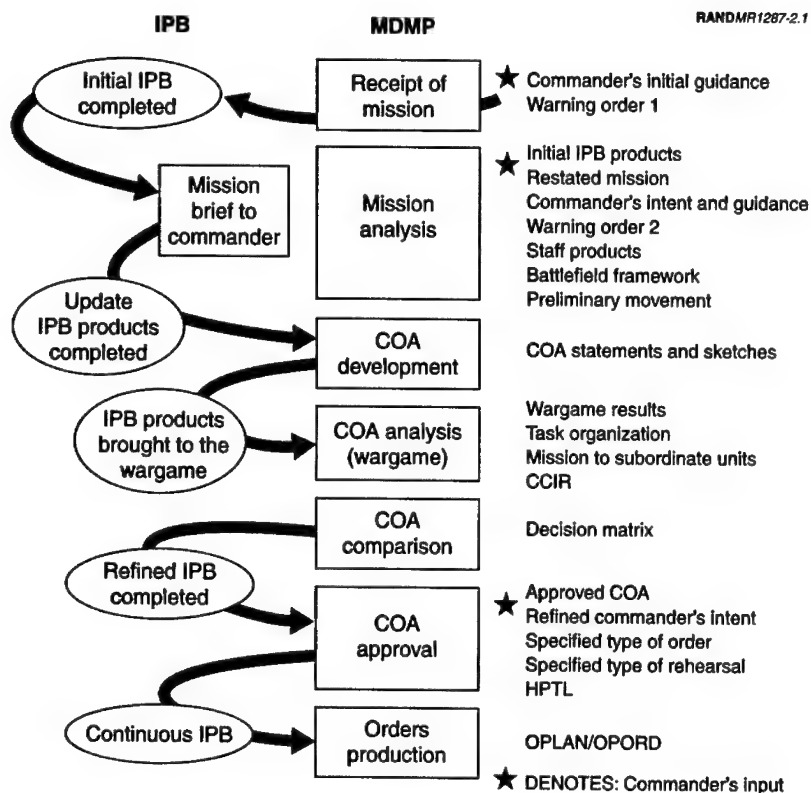 IPB
MDMP
RANDMR1287-2.1
Initial IPB
completed
Receipt of
mission
★ Commander's initial guidance
Warning order 1
Mission
brief to
commander
Mission
analysis
★ Initial IPB products
Restated mission
Commander's intent and guidance
Warning order 2
Staff products
Battlefield framework
Preliminary movement
Update
IPB products
completed
COA
development
COA statements and sketches
IPB products
brought to the
wargame
COA analysis
(wargame)
Wargame results
Task organization
Mission to subordinate units
CCIR
COA
comparison
Decision matrix
Refined IPB
completed
COA
approval
★ Approved COA
Refined commander's intent
Specified type of order
Specified type of rehearsal
HPTL
Continuous IPB
Orders
production
OPLAN/OPORD
★ DENOTES: Commander's input